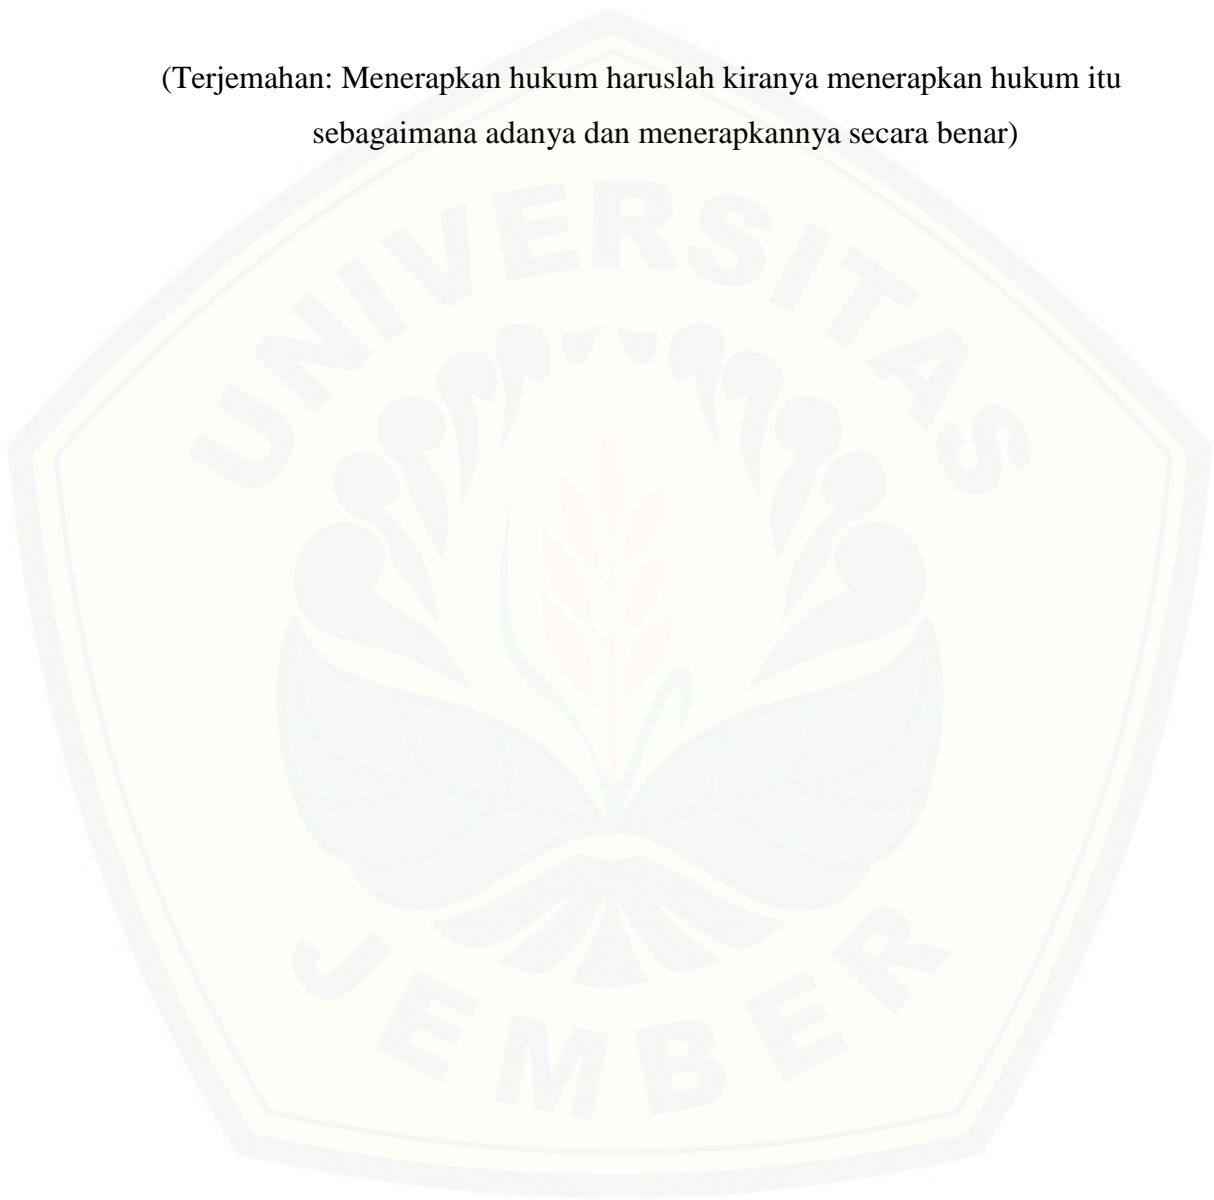 (Terjemahan: Menerapkan hukum haruslah kiranya menerapkan hukum itu
sebagaimana adanya dan menerapkannya secara benar)
UNIVERSITAS
JEMBER